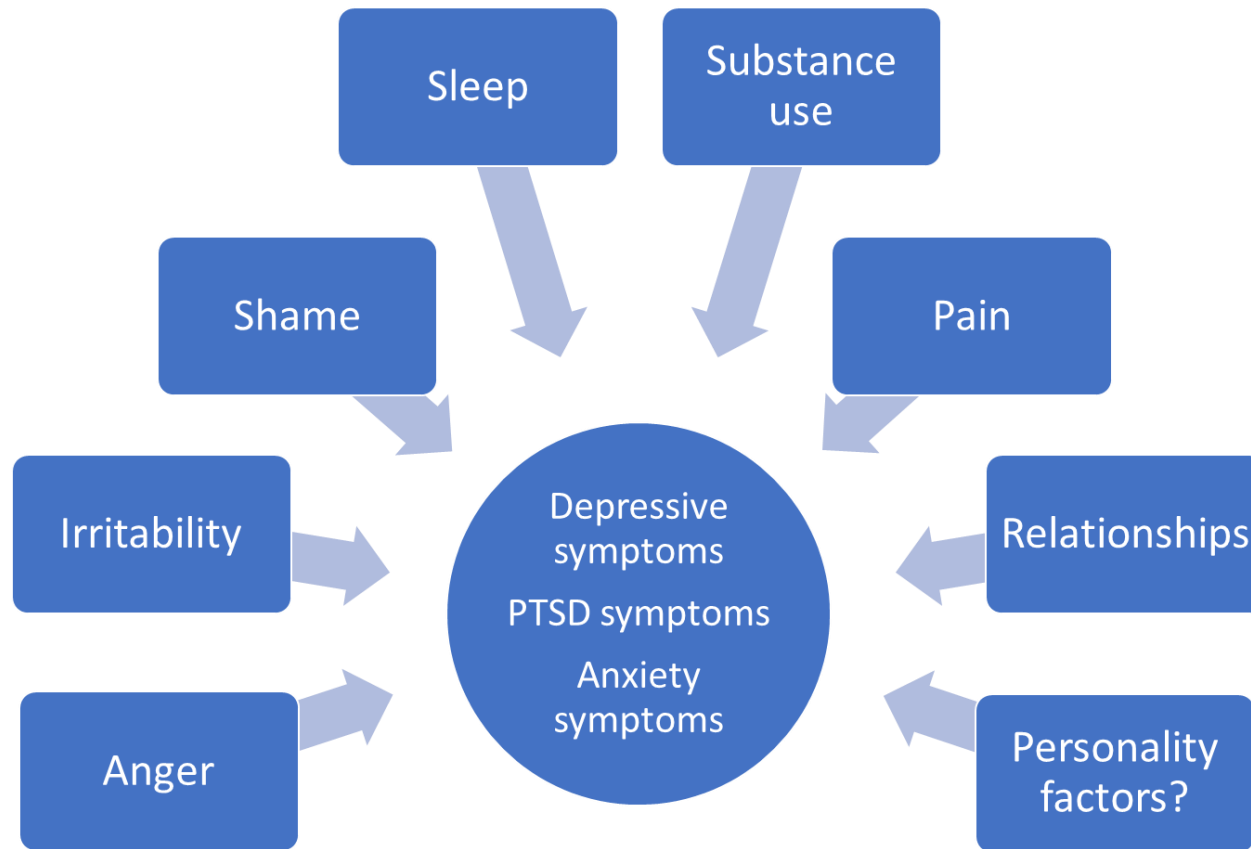 Sleep
Substance
use
Shame
Pain
Irritability
Relationships
Anger
Personality
factors?
Depressive
symptoms
PTSD symptoms
Anxiety
symptoms